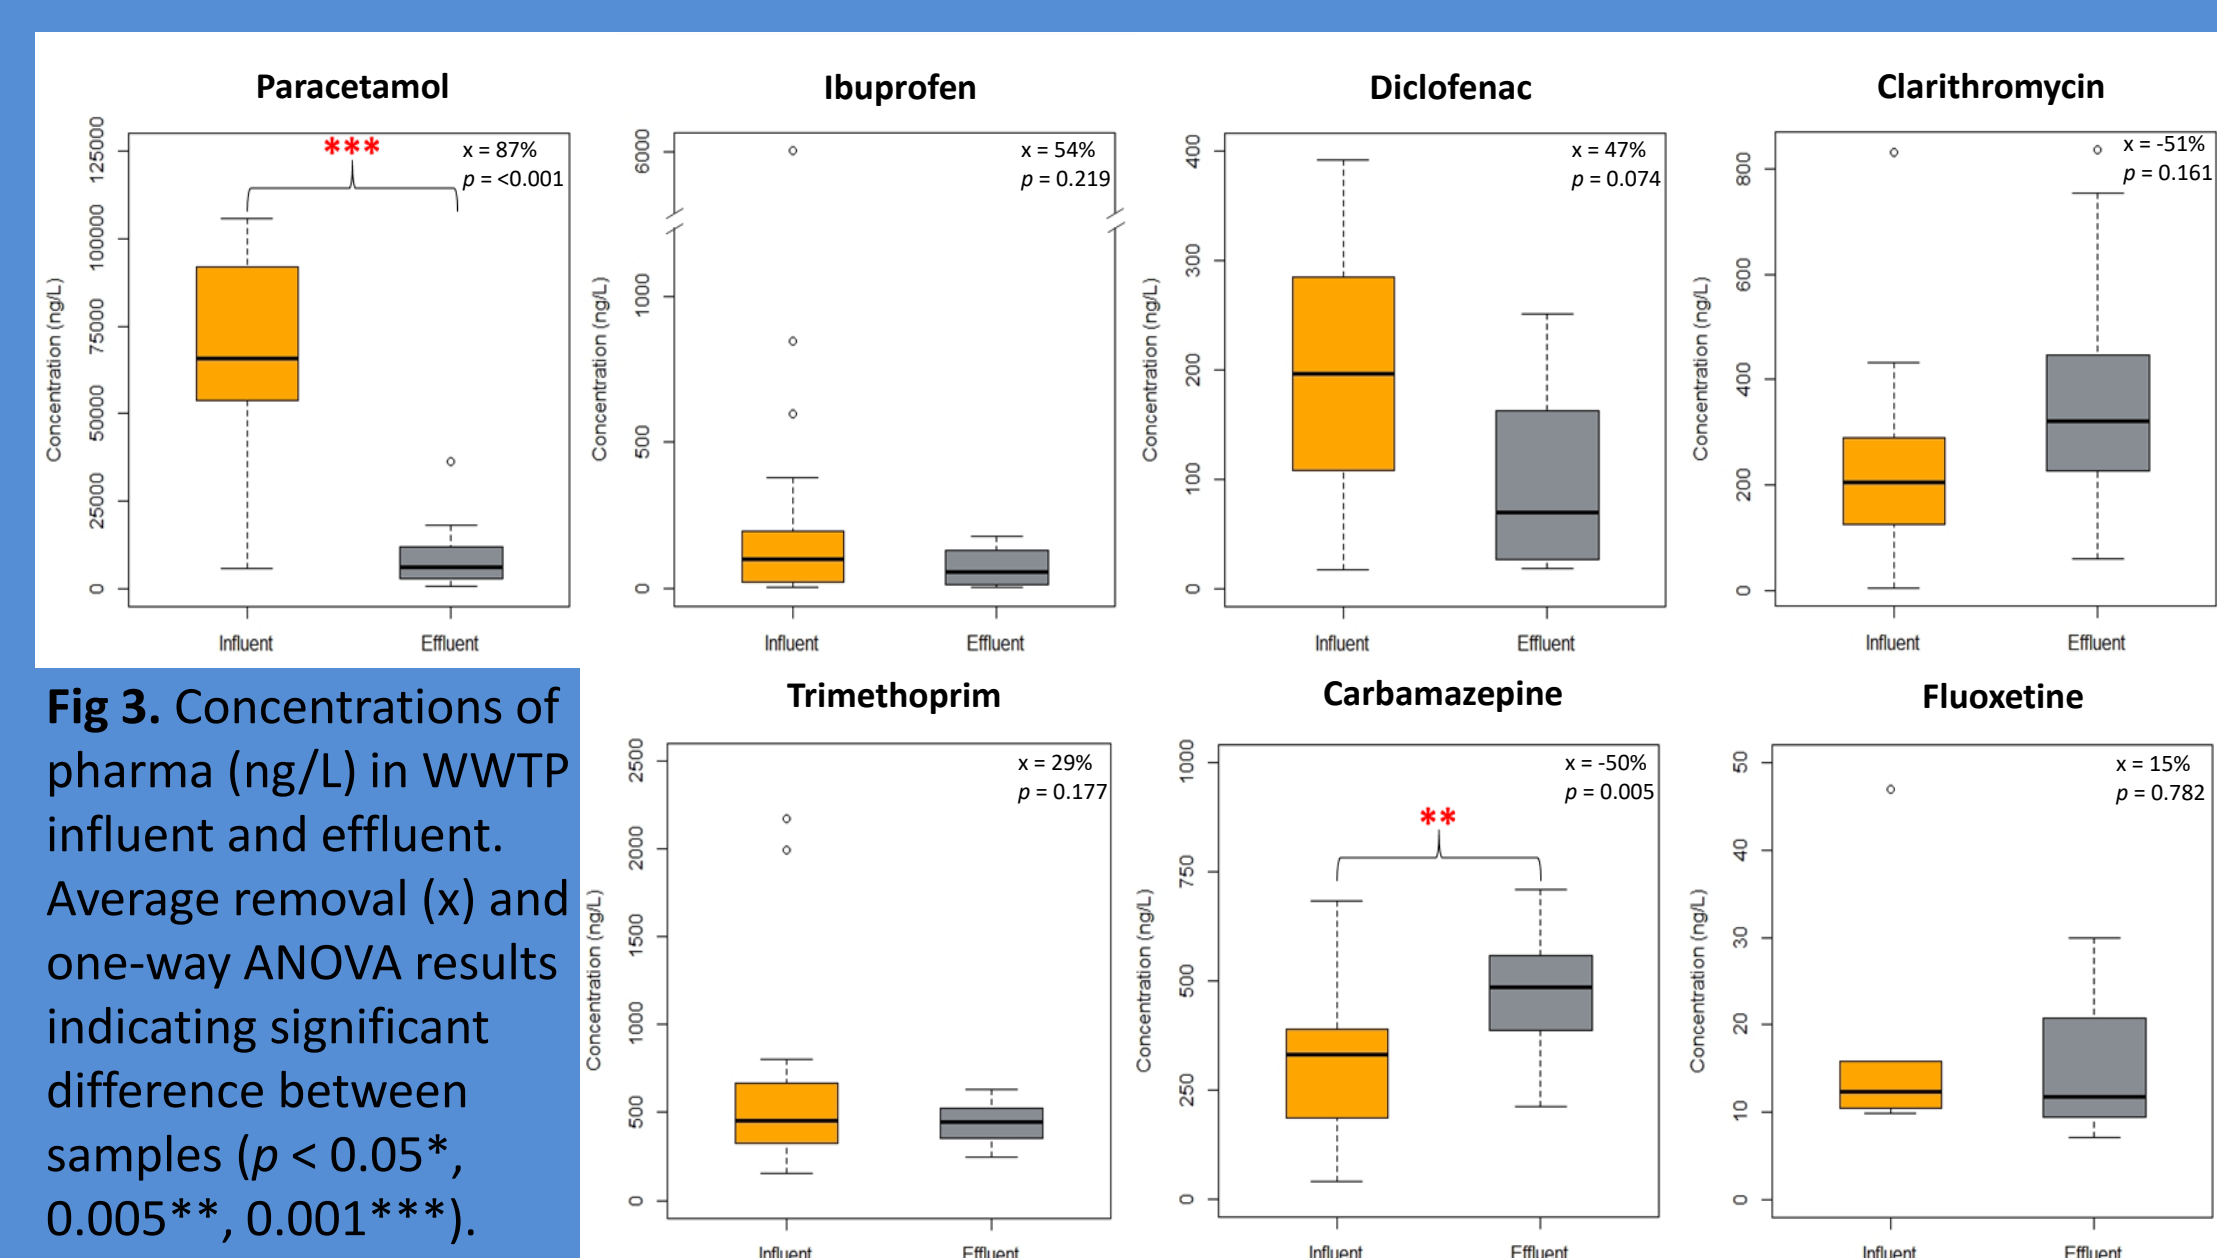 Paracetamol
Concentration (ng/L)
125000
100000
75000
50000
25000
0
***
x = 87%
p = <0.001
Influent
Effluent
Ibuprofen
Concentration (ng/L)
6000
1000
500
0
x = 54%
p = 0.219
Influent
Effluent
Diclofenac
Concentration (ng/L)
400
300
200
100
0
x = 47%
p = 0.074
Influent
Effluent
Clarithromycin
Concentration (ng/L)
800
600
400
200
0
x = -51%
p = 0.161
Influent
Effluent
Fig 3. Concentrations of
pharma (ng/L) in WWTP
influent and effluent.
Average removal (x) and
one-way ANOVA results
indicating significant
difference between
samples (p < 0.05*,
0.005**, 0.001***).
Trimethoprim
Concentration (ng/L)
2500
2000
1500
1000
500
0
x = 29%
p = 0.177
Influent
Effluent
Carbamazepine
Concentration (ng/L)
1000
750
500
250
0
**
x = -50%
p = 0.005
Influent
Effluent
Fluoxetine
Concentration (ng/L)
50
40
30
20
10
0
x = 15%
p = 0.782
Influent
Effluent